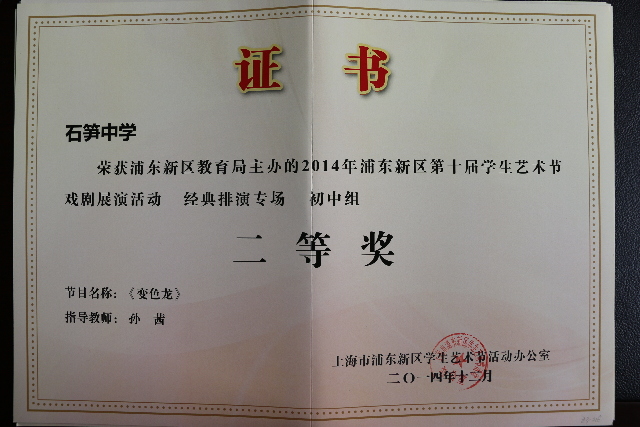 证书
石笋中学
荣获浦东新区教育局主办的2014年浦东新区第十届学生艺术节
戏剧展演活动 经典排演专场 初中组
二等奖
节目名称：《变色龙》
指导教师：孙茜
上海市浦东新区学生艺术节活动办公室
二〇一四年十二月